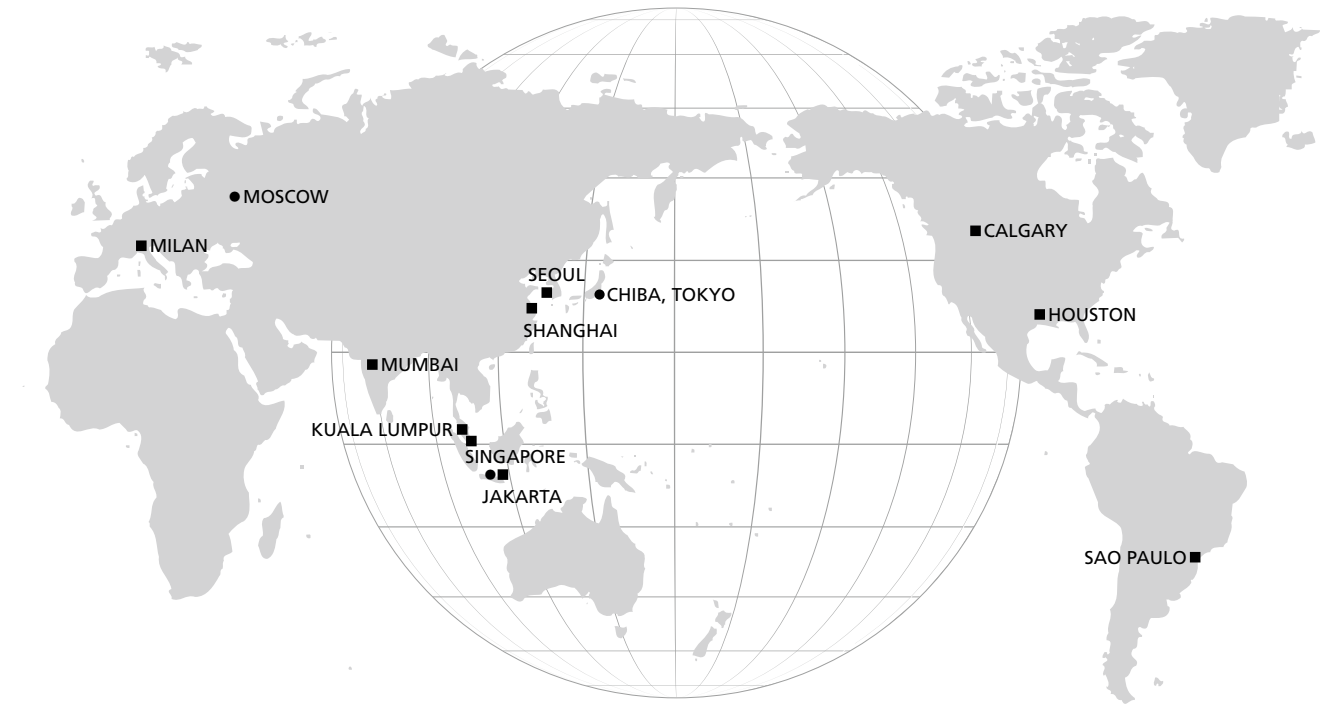 MOSCOW
CALGARY
MILAN
SEOUL
CHIBA, TOKYO
HOUSTON
SHANGHAI
MUMBAI
KUALA LUMPUR
SINGAPORE
JAKARTA
SAO PAULO